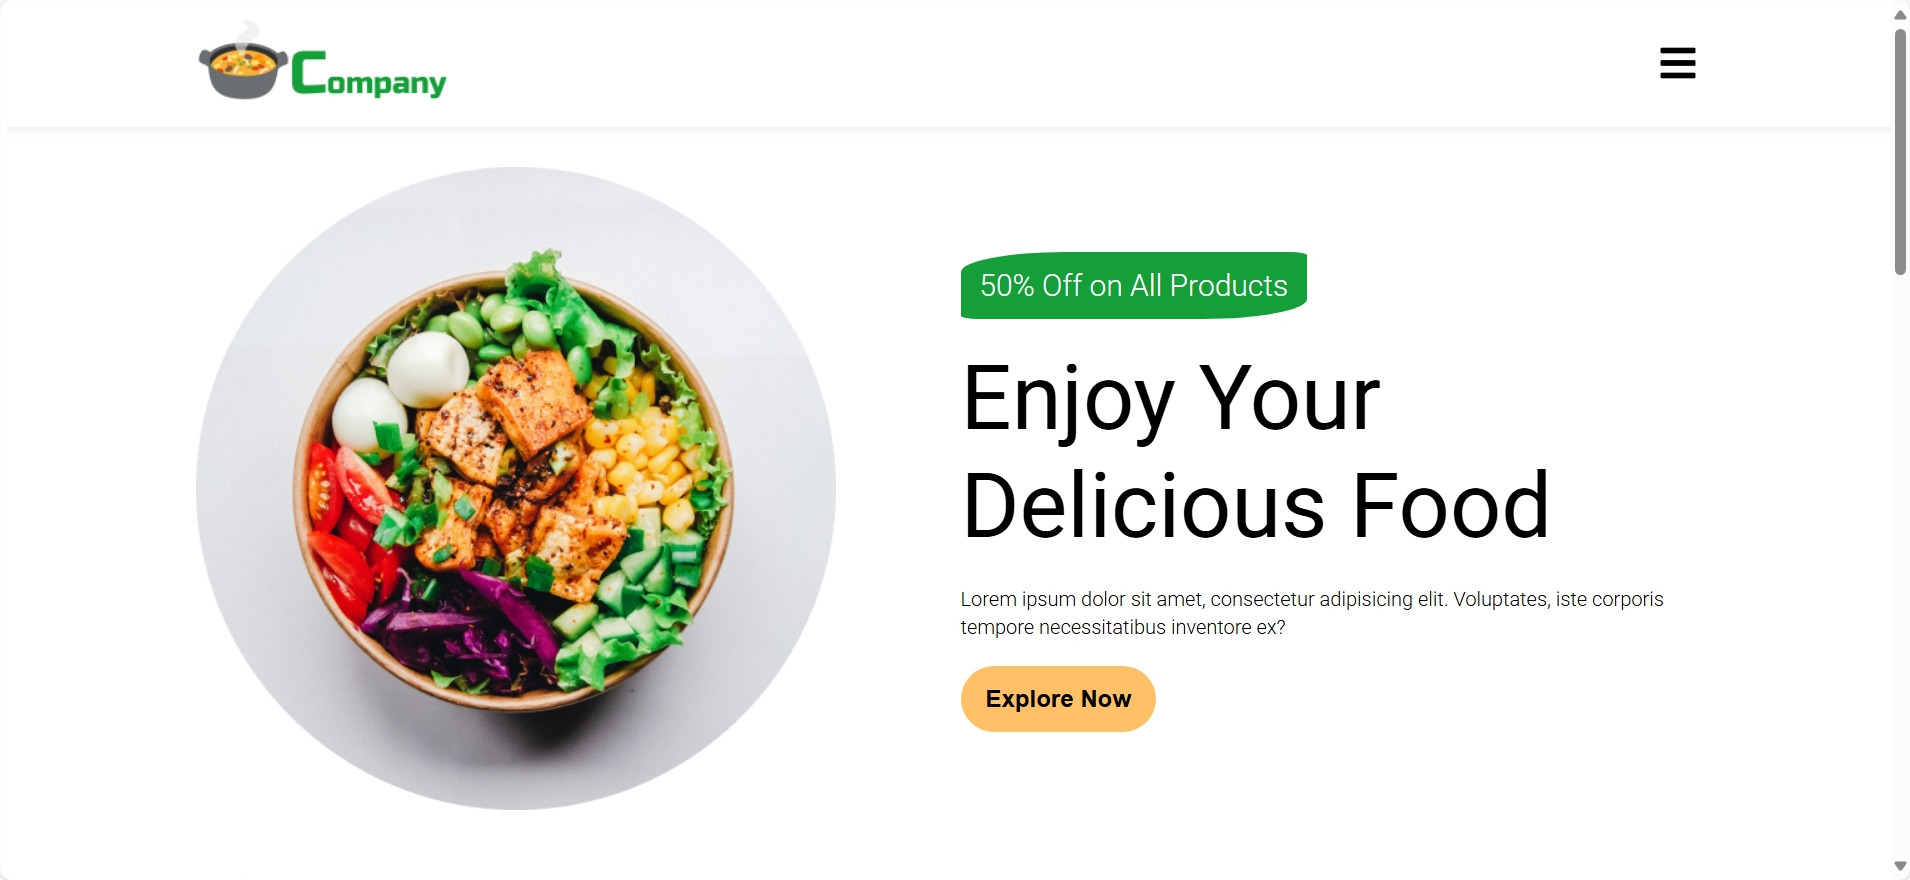 Company
50% Off on All Products
Enjoy Your
Delicious Food
Lorem ipsum dolor sit amet, consectetur adipisicing elit. Voluptates, iste corporis
tempore necessitatibus inventore ex?
Explore Now